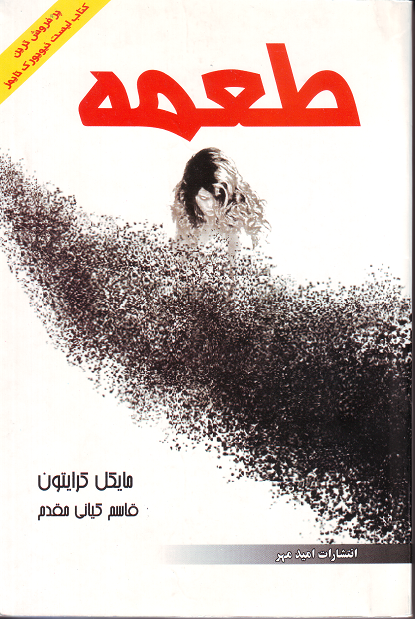 پرفروش ترین
کتاب لیست نیویورک تایمز
طعمه
مایکل کرایتون
قاسم کیانی مقدم
انتشارات امید مهر